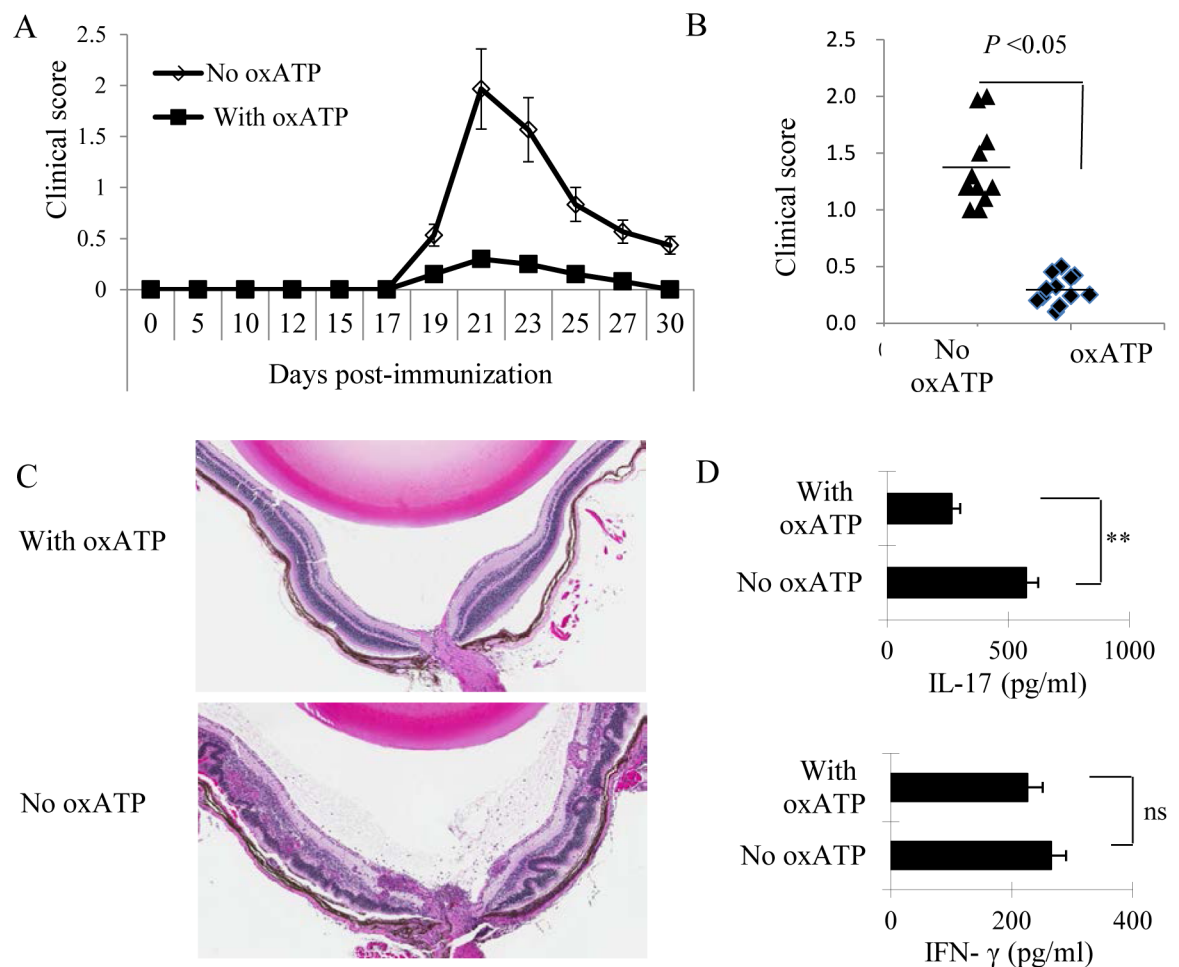 A
2.5
2
1.5
1
0.5
0
Clinical score
No oxATP
With oxATP
0 5 10 12 15 17 19 21 23 25 27 30
Days post-immunization
B
2.5
2.0
1.5
1.0
0.5
0.0
Clinical score
P <0.05
No
oxATP
oxATP
C
With oxATP
No oxATP
D
With
oxATP
No oxATP
**
0 500 1000
IL-17 (pg/ml)
With
oxATP
No oxATP
ns
0 200 400
IFN- γ (pg/ml)